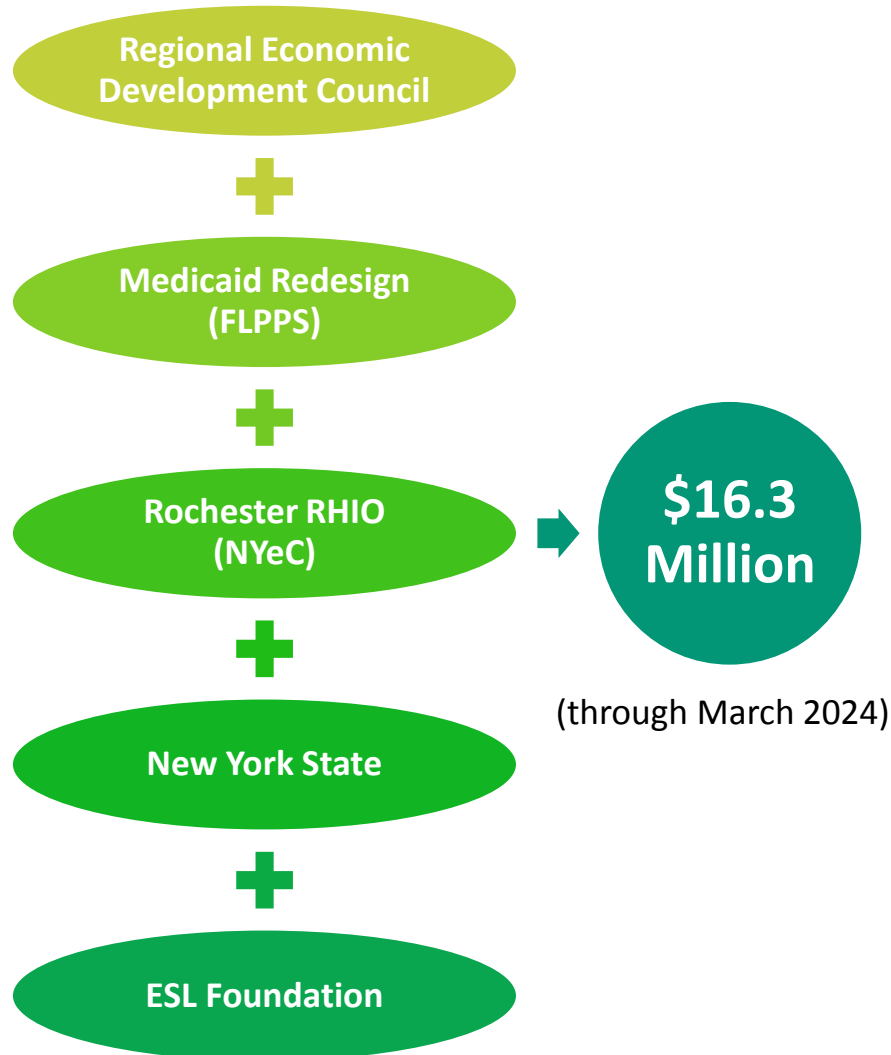 Regional Economic
Development Council
Medicaid Redesign
(FLPPS)
Rochester RHIO
(NYeC)
$16.3
Million
(through March 2024)
New York State
ESL Foundation